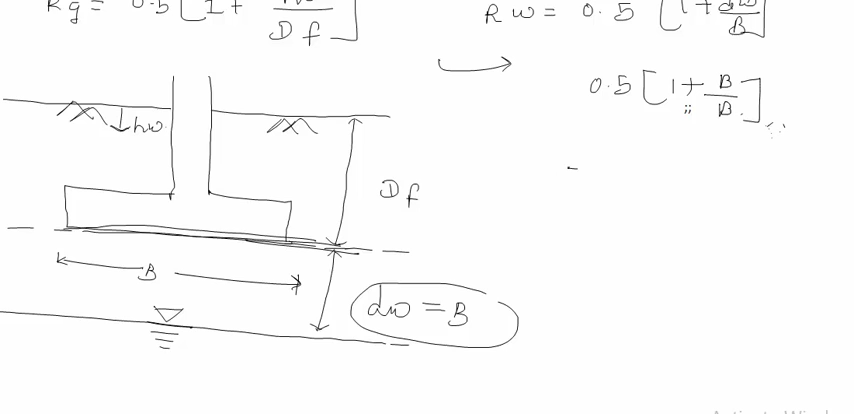 Rq = 0.5 [1 + hw/Df]
Rw = 0.5 [1 + dw/B]
0.5 [1 + B/B]
hw
Df
B
dw = B